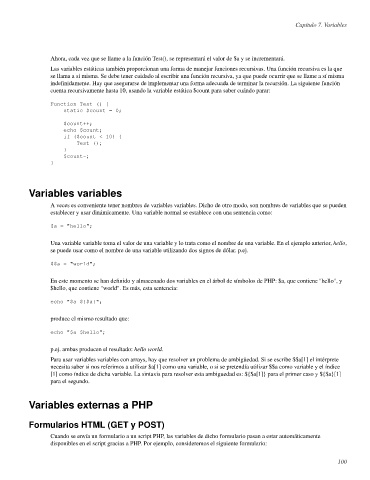 Capítulo 7. Variables
Ahora, cada vez que se llame a la función Test(), se representará el valor de $a y se incrementará.
Las variables estáticas también proporcionan una forma de manejar funciones recursivas. Una función recursiva es la que
se llama a si misma. Se debe tener cuidado al escribir una función recursiva, ya que puede ocurrir que se llame a si misma
indefinidamente. Hay que asegurarse de implementar una forma adecuada de terminar la recursión. La siguiente función
cuenta recursivamente hasta 10, usando la variable estática $count para saber cuándo parar:
Function Test () {
static $count = 0;
$count++;
echo $count;
if ($count < 10) {
Test ();
}
$count-;
}
Variables variables
A veces es conveniente tener nombres de variables variables. Dicho de otro modo, son nombres de variables que se pueden
establecer y usar dinámicamente. Una variable normal se establece con una sentencia como:
$a = "hello";
Una variable variable toma el valor de una variable y lo trata como el nombre de una variable. En el ejemplo anterior, hello,
se puede usar como el nombre de una variable utilizando dos signos de dólar. p.ej.
$$a = "world";
En este momento se han definido y almacenado dos variables en el árbol de símbolos de PHP: $a, que contiene "hello", y
$hello, que contiene "world". Es más, esta sentencia:
echo "$a ${$a}";
produce el mismo resultado que:
echo "$a $hello";
p.ej. ambas producen el resultado: hello world.
Para usar variables variables con arrays, hay que resolver un problema de ambigüedad. Si se escribe $$a[1] el intérprete
necesita saber si nos referimos a utilizar $a[1] como una variable, o si se pretendía utilizar $$a como variable y el índice
[1] como índice de dicha variable. La sintaxis para resolver esta ambiguedad es: ${$a[1]} para el primer caso y ${$a}[1]
para el segundo.
Variables externas a PHP
Formularios HTML (GET y POST)
Cuando se envía un formulario a un script PHP, las variables de dicho formulario pasan a estar automáticamente
disponibles en el script gracias a PHP. Por ejemplo, consideremos el siguiente formulario:
100